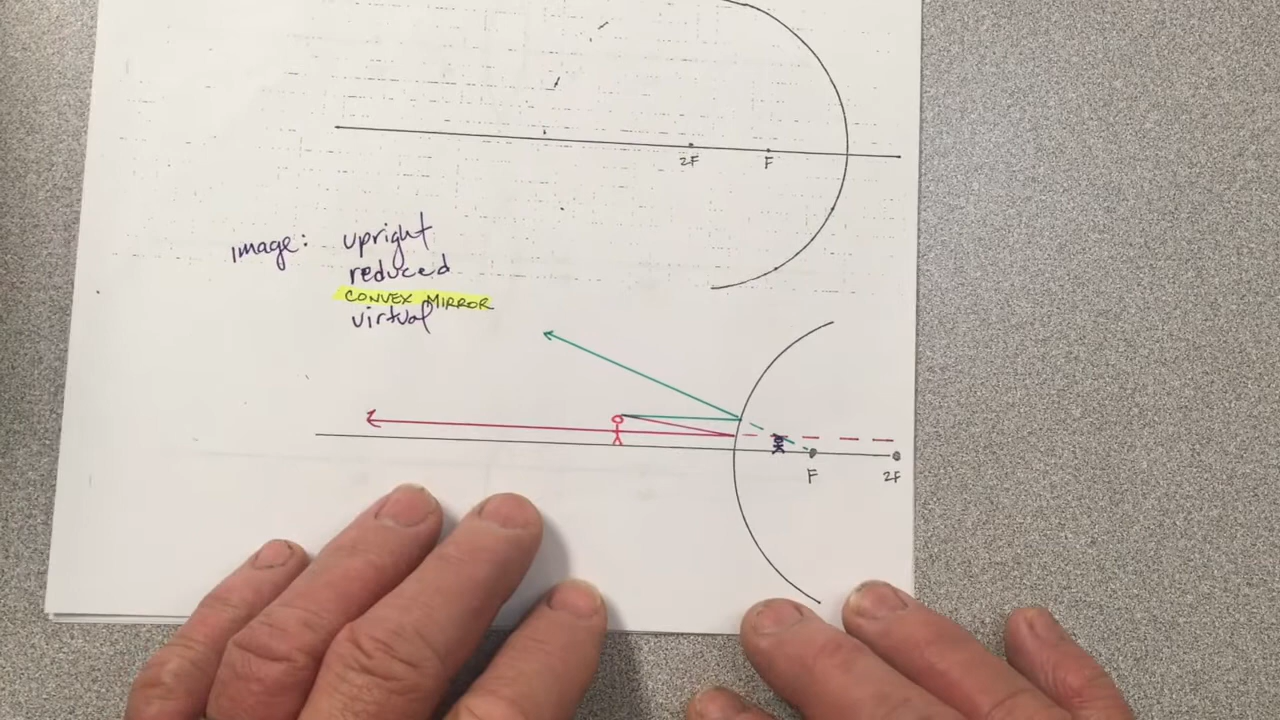 2F F
Image: upright
reduced
CONVEX MIRROR
virtual
F 2F